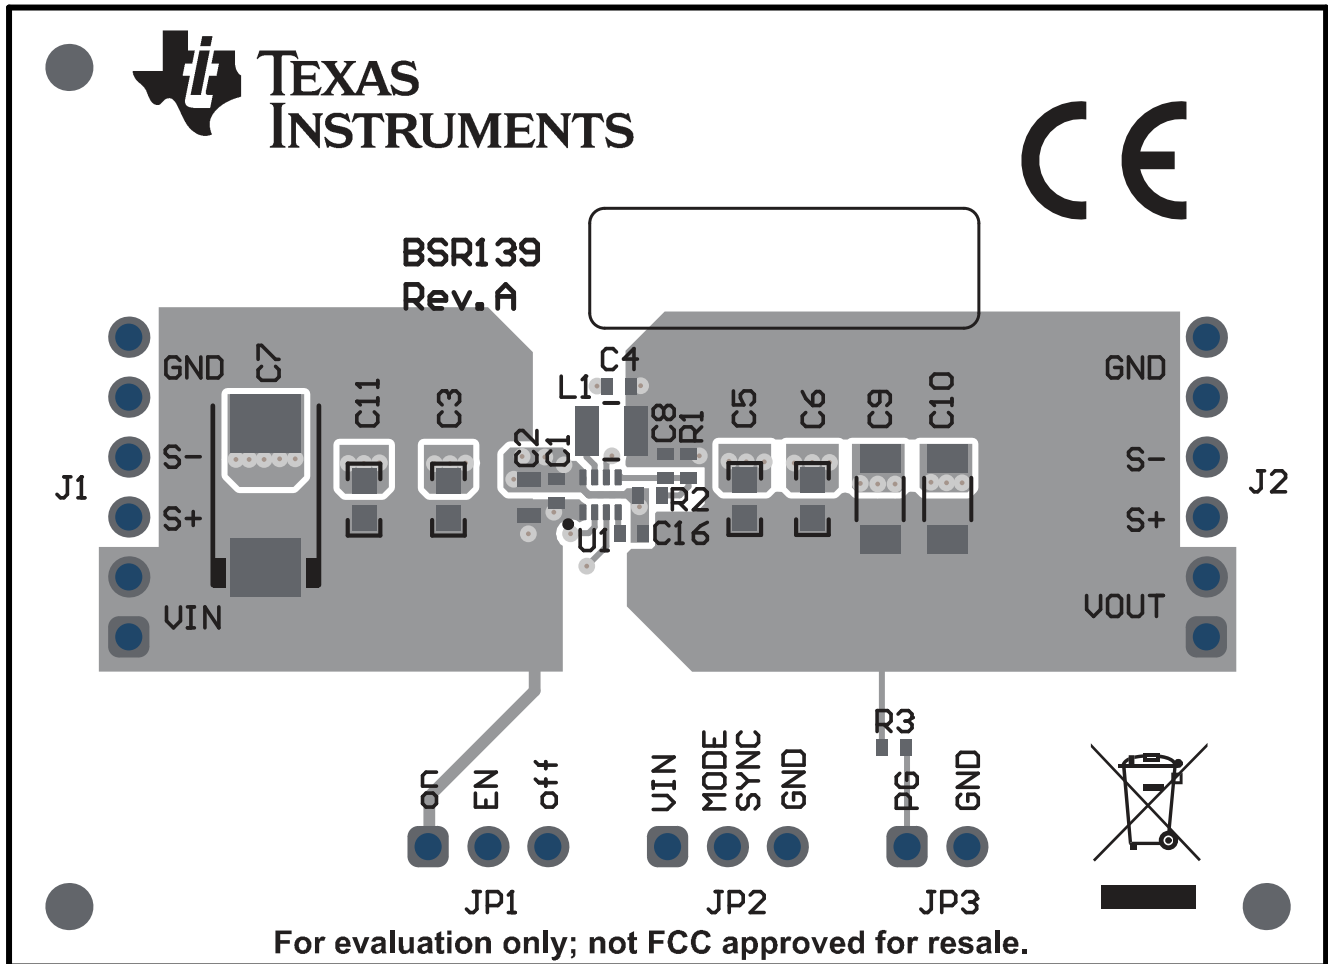 TEXAS
INSTRUMENTS
CE
BSR139
Rev.A
C4
GND
C7
C11
C3
L1
C2
C1
C8
R1
C5
C6
C9
C10
GND
S-
S-
J1
J2
S+
R2
S+
U1
C16
VIN
VOUT
R3
on
EN
off
VIN
MODE
SYNC
GND
PG
GND
JP1
JP2
JP3
For evaluation only; not FCC approved for resale.